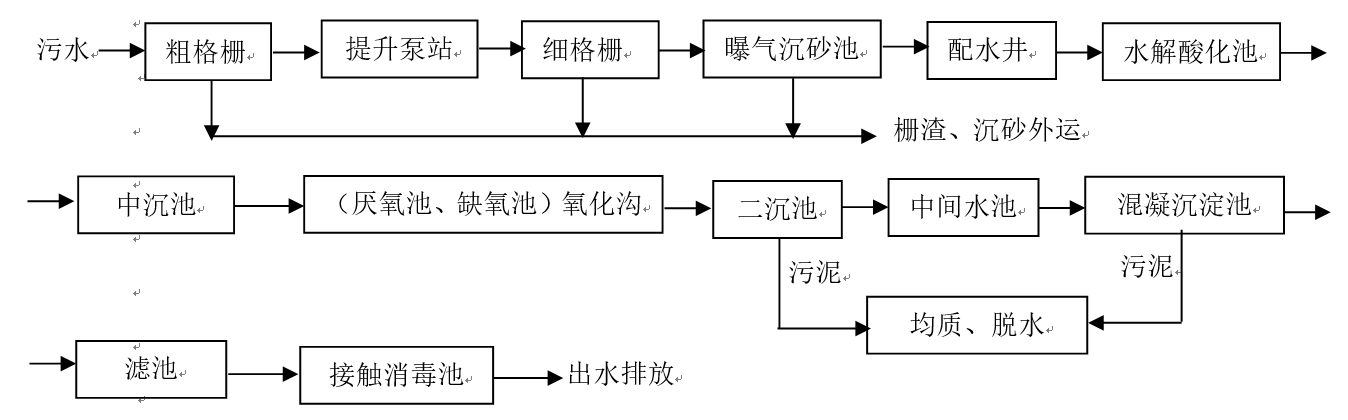 污水 粗格栅 提升泵站 细格栅 曝气沉砂池 配水井 水解酸化池
栅渣、沉砂外运
中沉池 （厌氧池、缺氧池）氧化沟 二沉池 中间水池 混凝沉淀池
污泥 污泥
均质、脱水
滤池 接触消毒池 出水排放